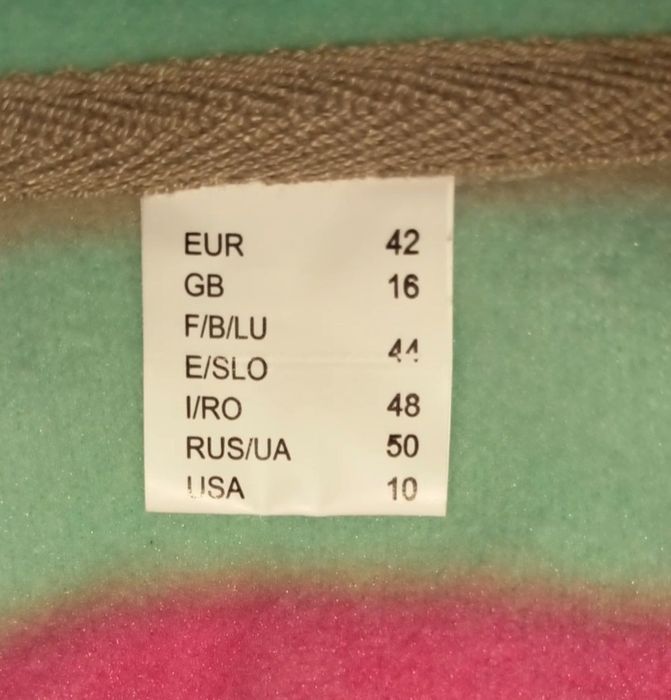 EUR 42
GB 16
F/B/LU
E/SLO 44
I/RO 48
RUS/UA 50
USA 10